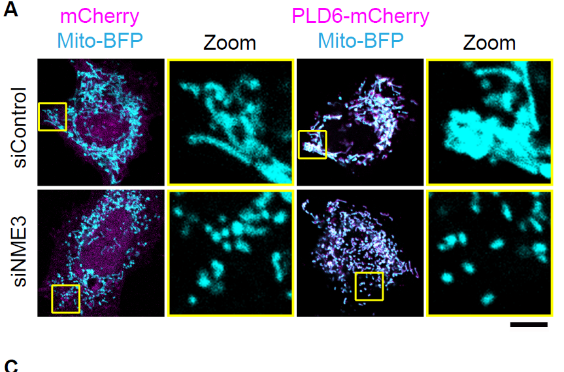 A
mCherry PLD6-mCherry
Mito-BFP Zoom Mito-BFP Zoom
siControl
siNME3
C